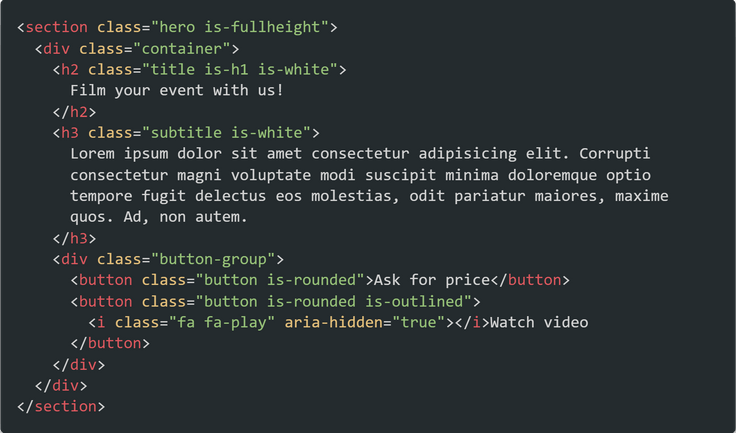 <section class="hero is-fullheight">
  <div class="container">
    <h2 class="title is-h1 is-white">
      Film your event with us!
    </h2>
    <h3 class="subtitle is-white">
      Lorem ipsum dolor sit amet consectetur adipisicing elit. Corrupti
      consectetur magni voluptate modi suscipit minima doloremque optio
      tempore fugit delectus eos molestias, odit pariatur maiores, maxime
      quos. Ad, non autem.
    </h3>
    <div class="button-group">
      <button class="button is-rounded">Ask for price</button>
      <button class="button is-rounded is-outlined">
        <i class="fa fa-play" aria-hidden="true"></i>Watch video
      </button>
    </div>
  </div>
</section>